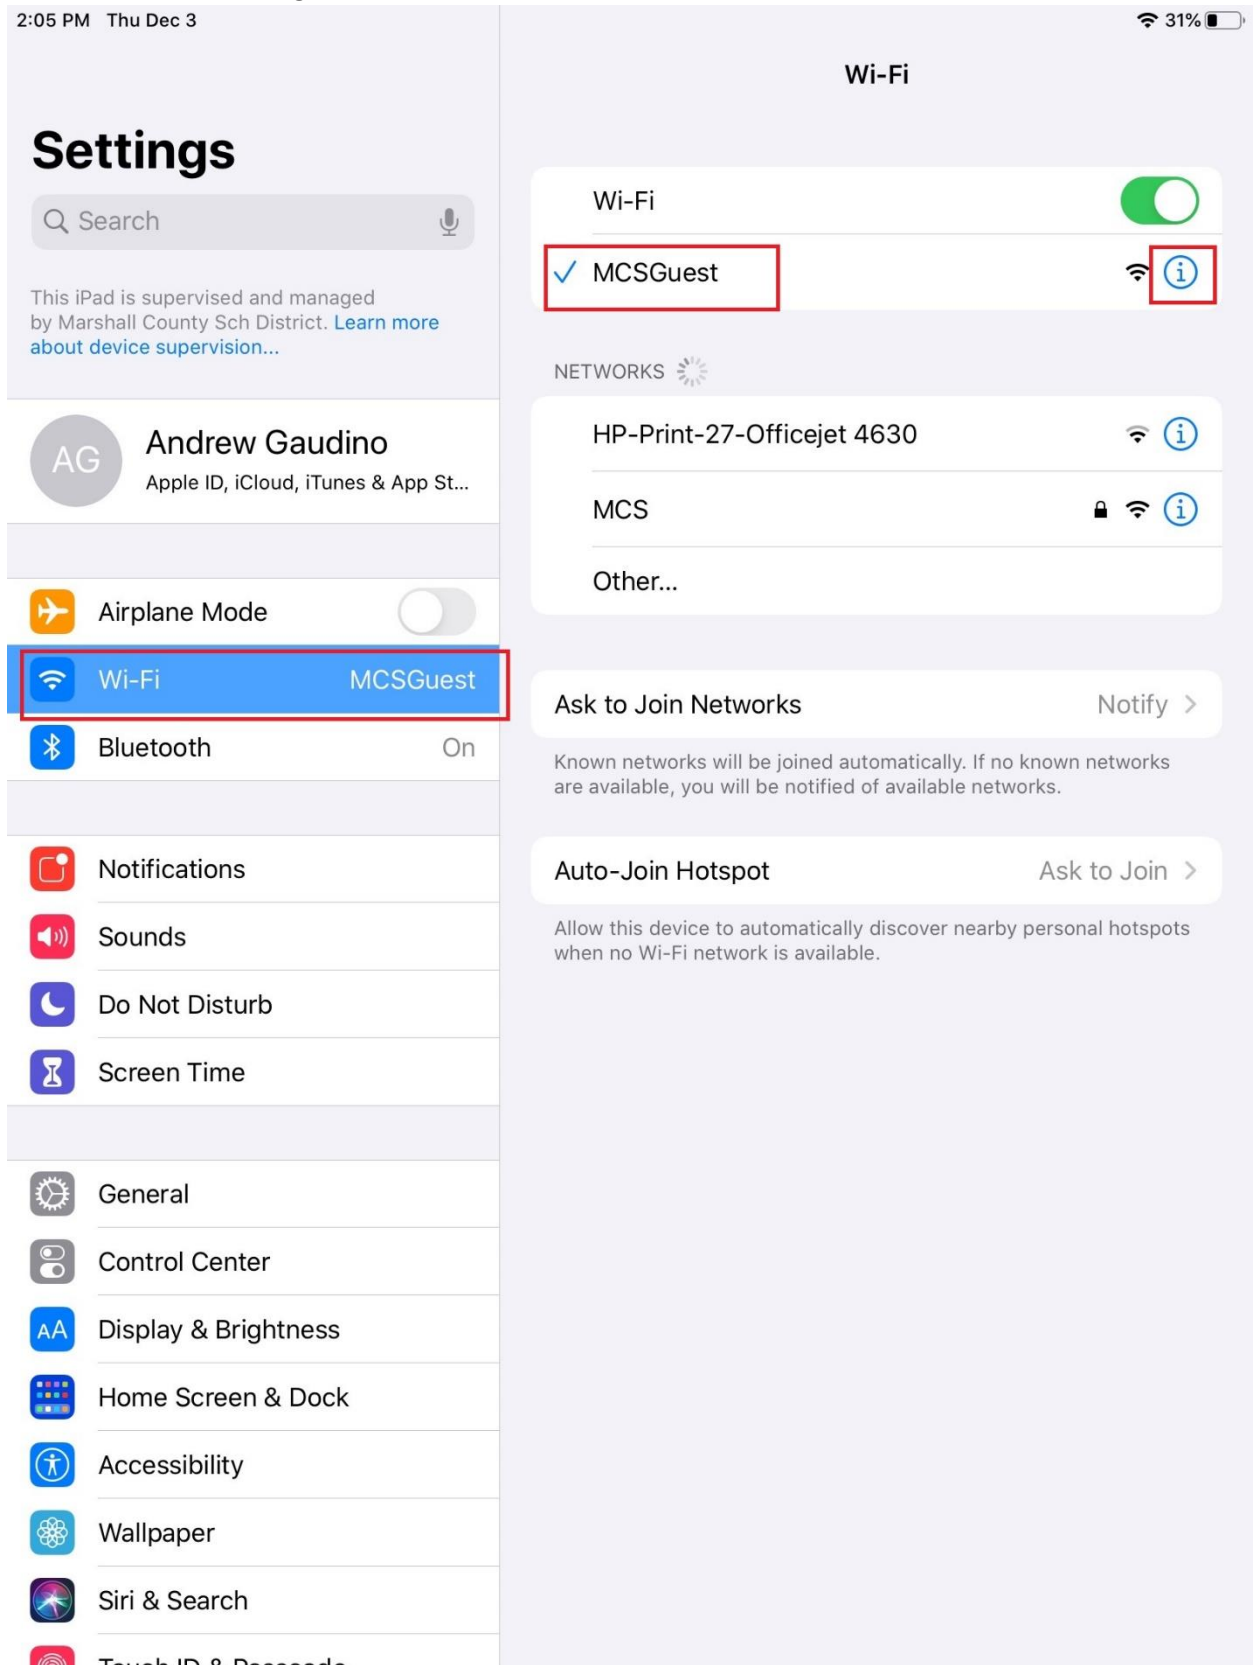 2:05 PM Thu Dec 3
31%
Settings
Search
This iPad is supervised and managed
by Marshall County Sch District. Learn more
about device supervision...
AG
Andrew Gaudino
Apple ID, iCloud, iTunes & App St...
Airplane Mode
Wi-Fi MCSGuest
Bluetooth On
Notifications
Sounds
Do Not Disturb
Screen Time
General
Control Center
AA
Display & Brightness
Home Screen & Dock
Accessibility
Wallpaper
Siri & Search
Touch ID & Passcode
Wi-Fi
Wi-Fi
MCSGuest
NETWORKS
HP-Print-27-Officejet 4630
MCS
Other...
Ask to Join Networks Notify
Known networks will be joined automatically. If no known networks
are available, you will be notified of available networks.
Auto-Join Hotspot Ask to Join
Allow this device to automatically discover nearby personal hotspots
when no Wi-Fi network is available.